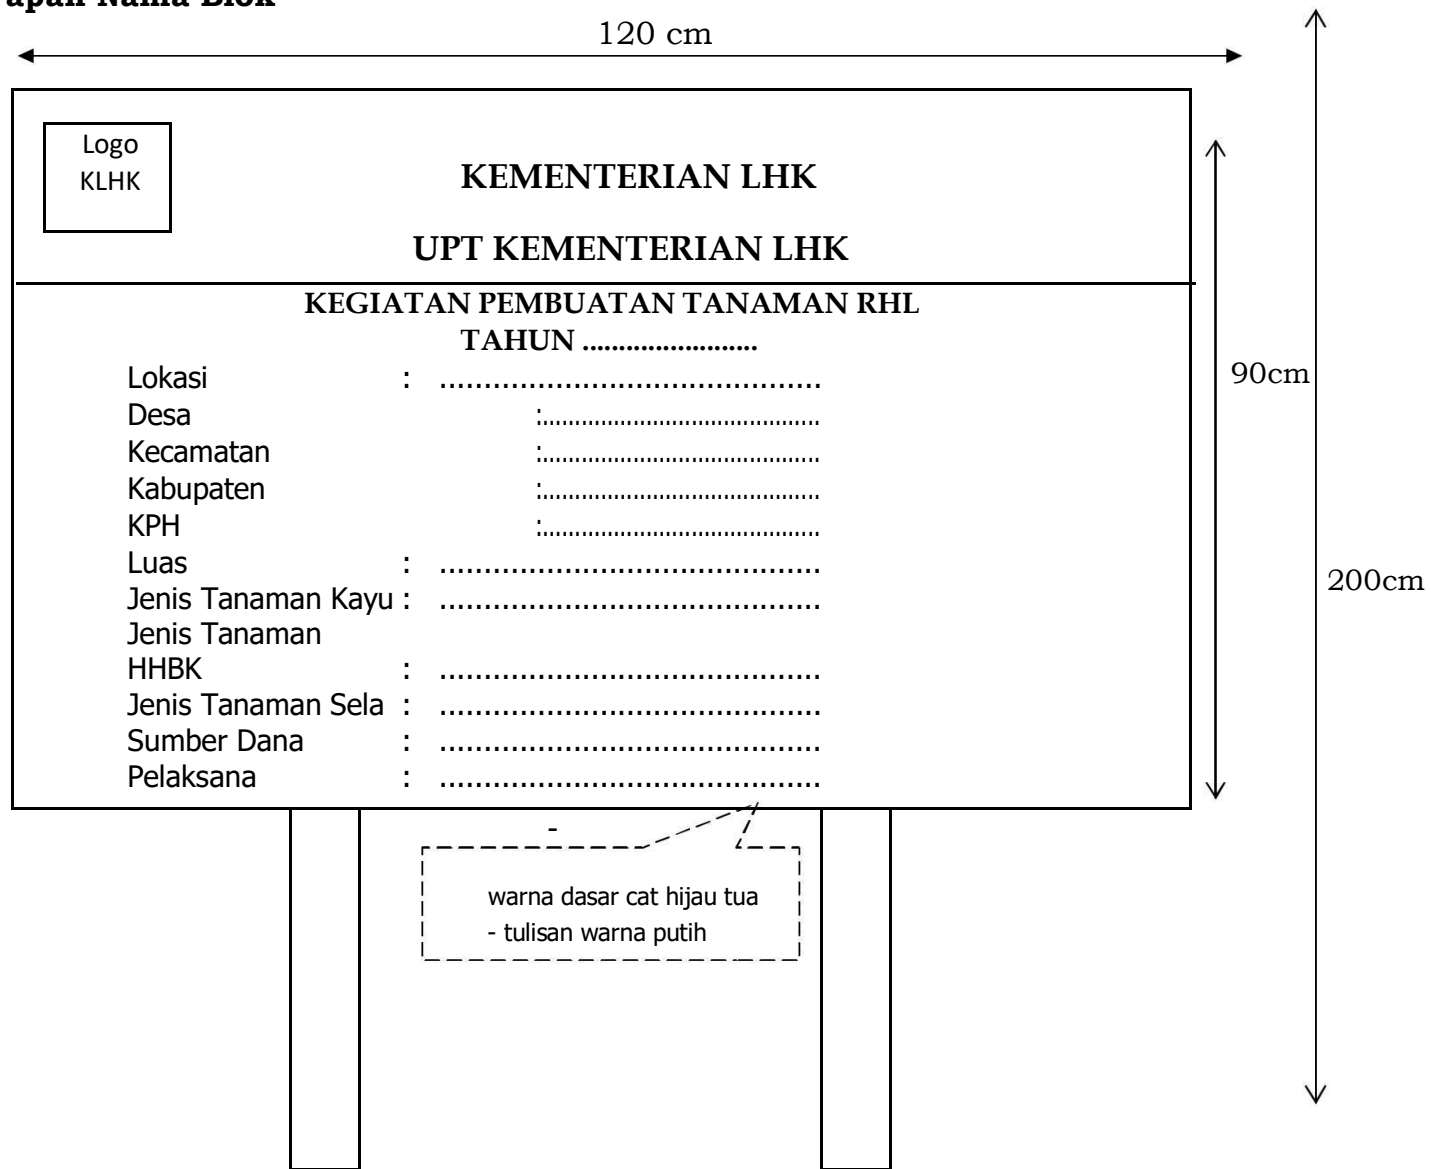 apan Nama Blok
120 cm
Logo
KLHK
KEMENTERIAN LHK
UPT KEMENTERIAN LHK
KEGIATAN PEMBUATAN TANAMAN RHL
TAHUN ........................
Lokasi : ...........................................
Desa :...........................................
Kecamatan :...........................................
Kabupaten :...........................................
KPH :...........................................
Luas : ...........................................
Jenis Tanaman Kayu : ...........................................
Jenis Tanaman
HHBK : ...........................................
Jenis Tanaman Sela : ...........................................
Sumber Dana : ...........................................
Pelaksana : ...........................................
90cm
200cm
-
warna dasar cat hijau tua
- tulisan warna putih